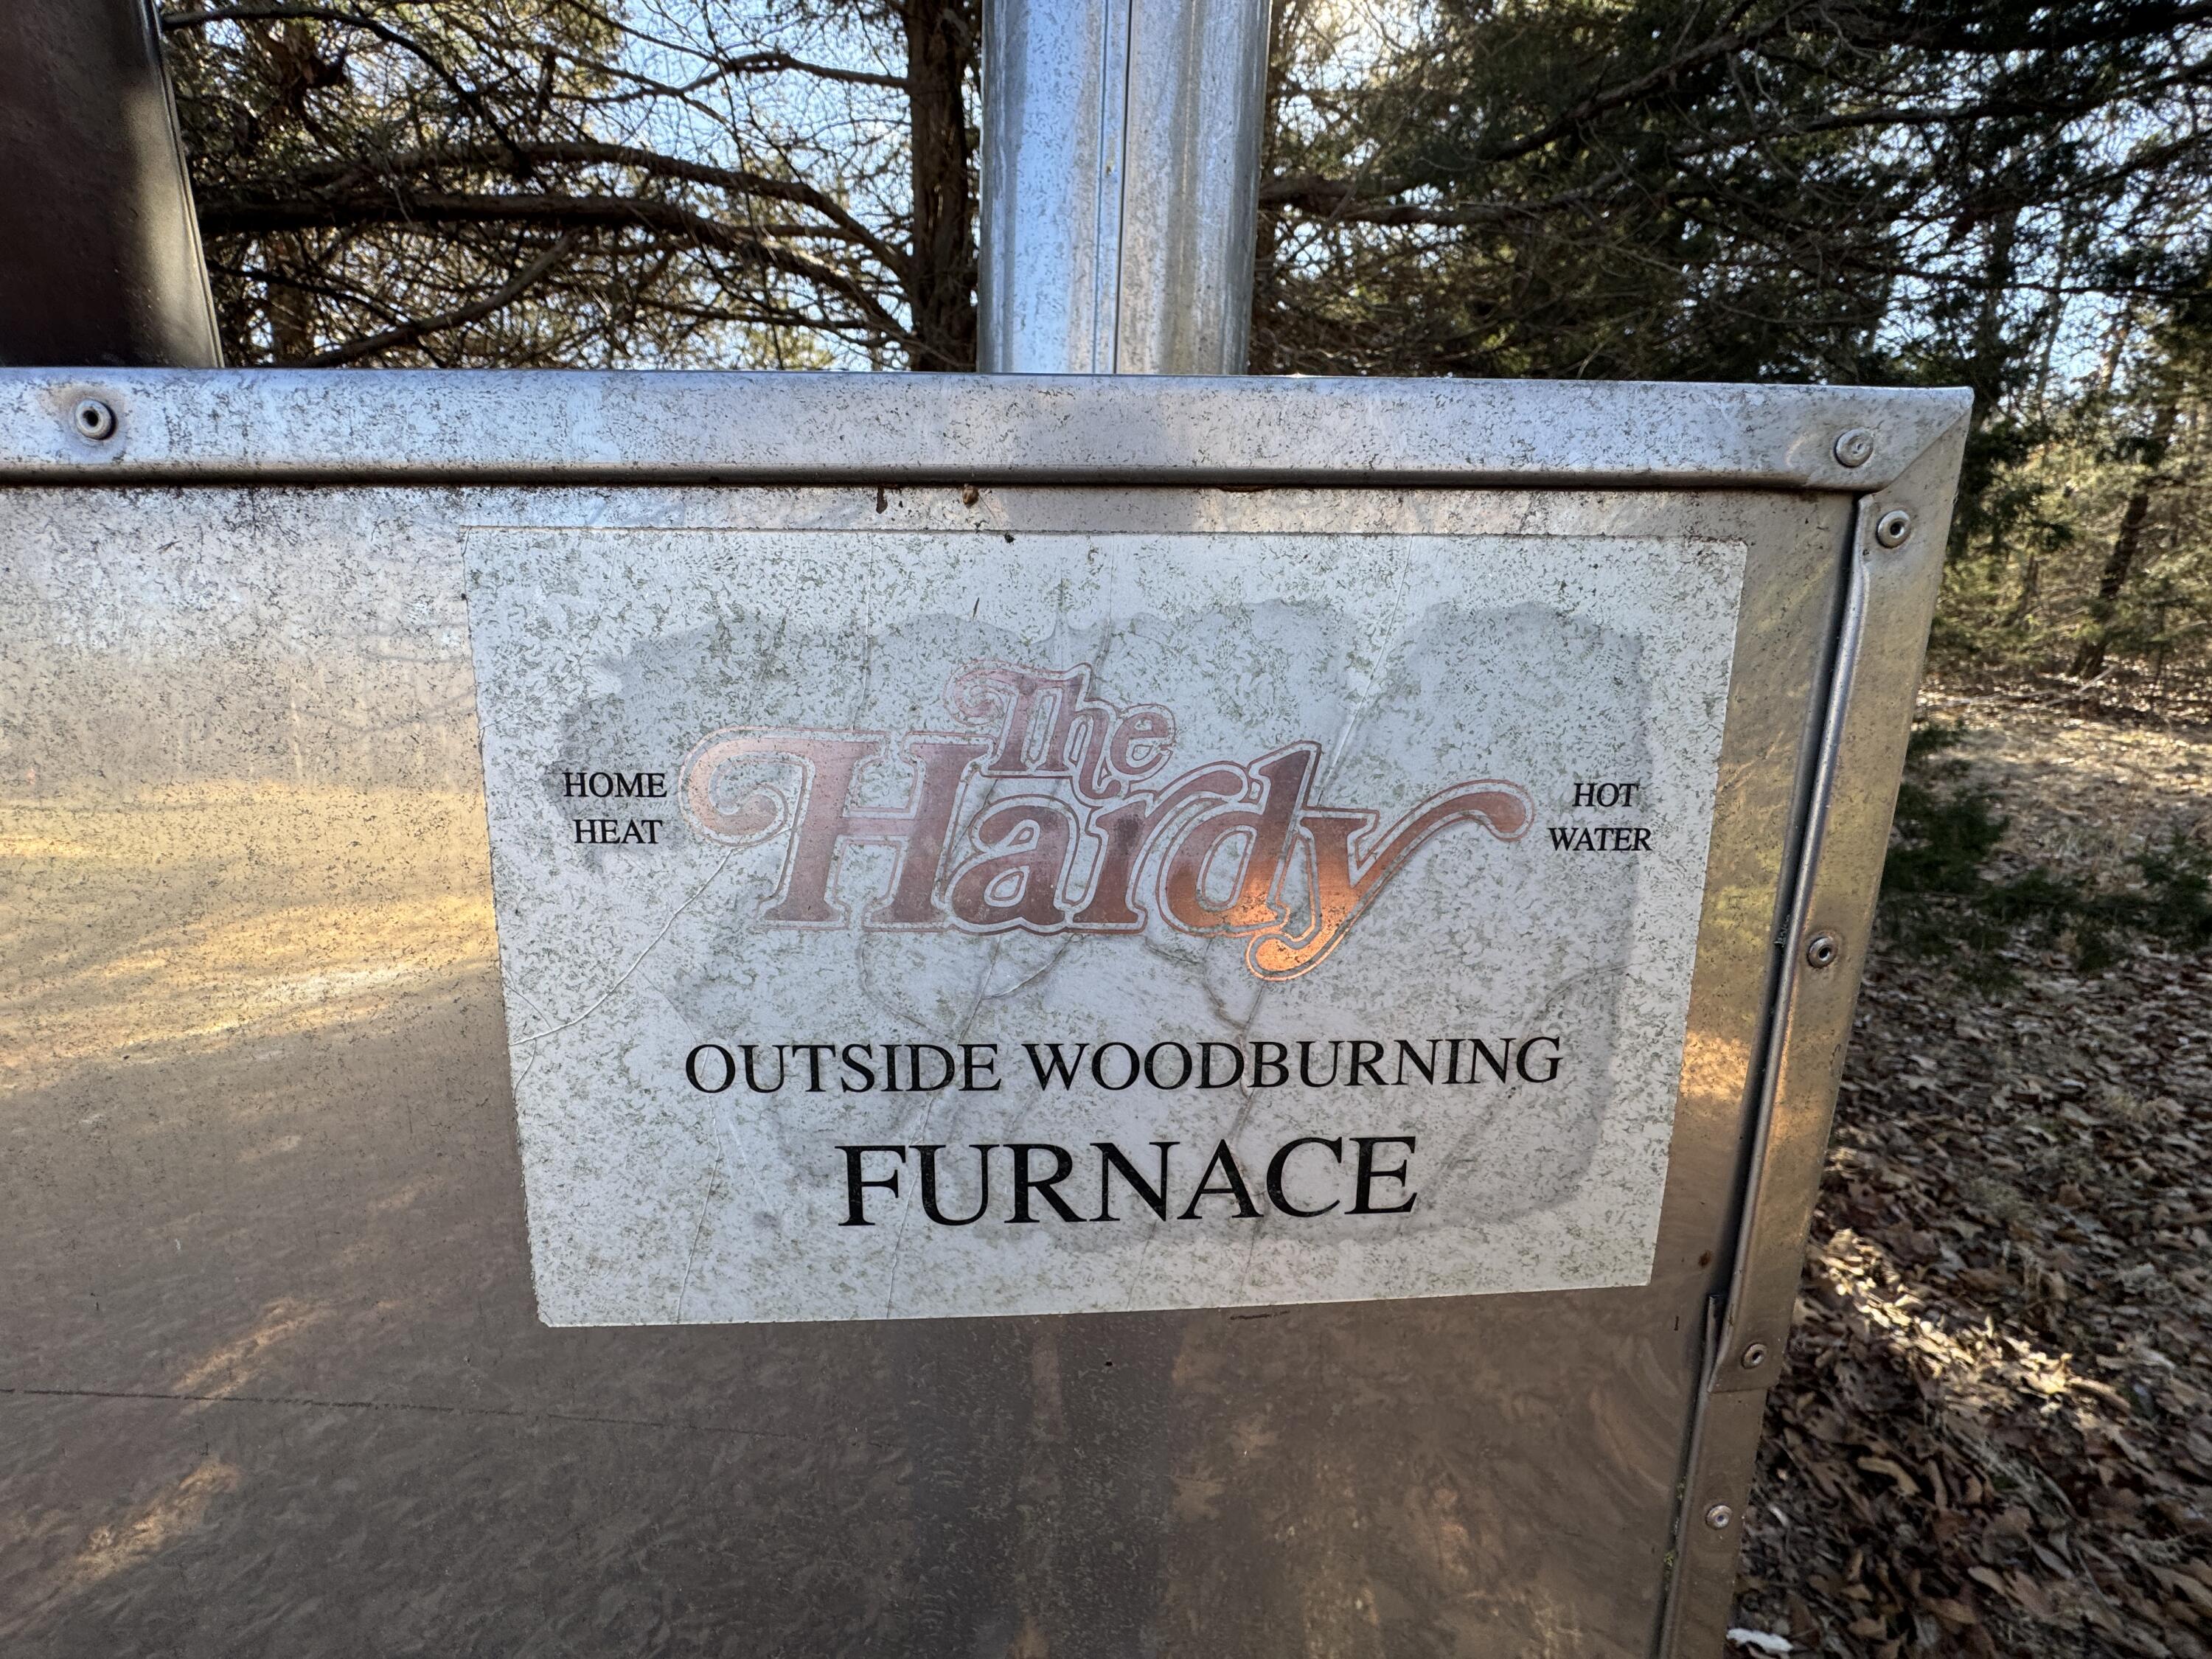 The
Hardy
HOME
HEAT
HOT
WATER
OUTSIDE WOODBURNING
FURNACE